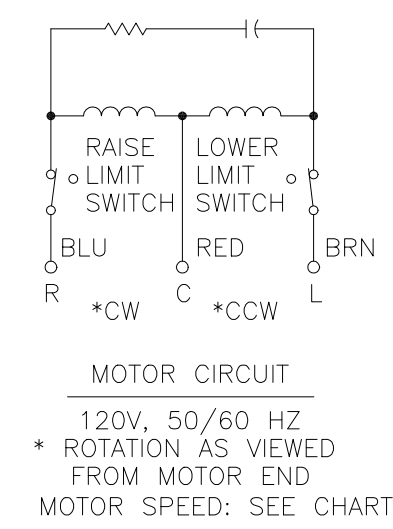 RAISE LOWER
LIMIT LIMIT
SWITCH SWITCH
BLU RED BRN
R C L
*CW *CCW
MOTOR CIRCUIT
120V, 50/60 HZ
* ROTATION AS VIEWED
FROM MOTOR END
MOTOR SPEED: SEE CHART